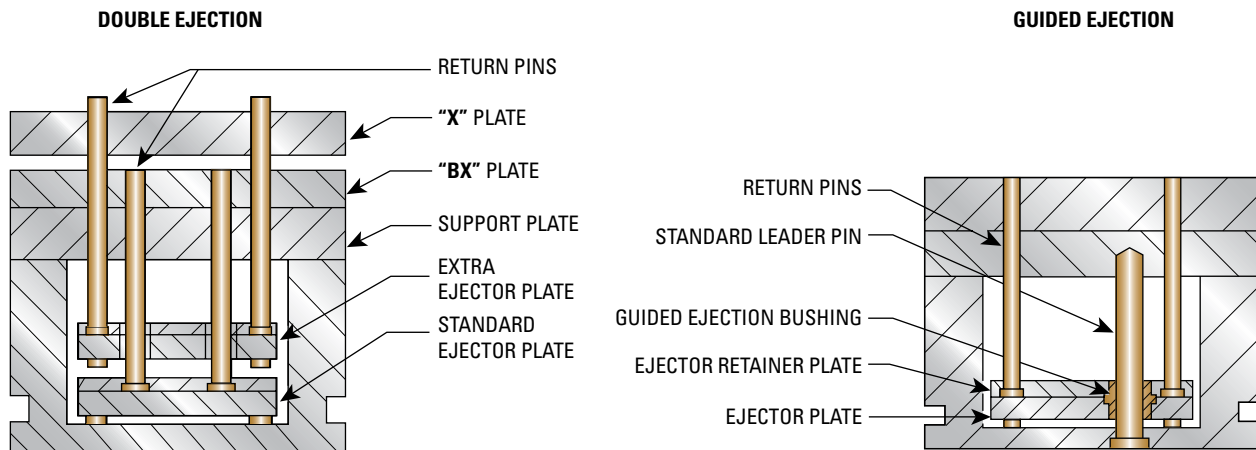 DOUBLE EJECTION
RETURN PINS
“X” PLATE
“BX” PLATE
SUPPORT PLATE
EXTRA
EJECTOR PLATE
STANDARD
EJECTOR PLATE
GUIDED EJECTION
RETURN PINS
STANDARD LEADER PIN
GUIDED EJECTION BUSHING
EJECTOR RETAINER PLATE
EJECTOR PLATE